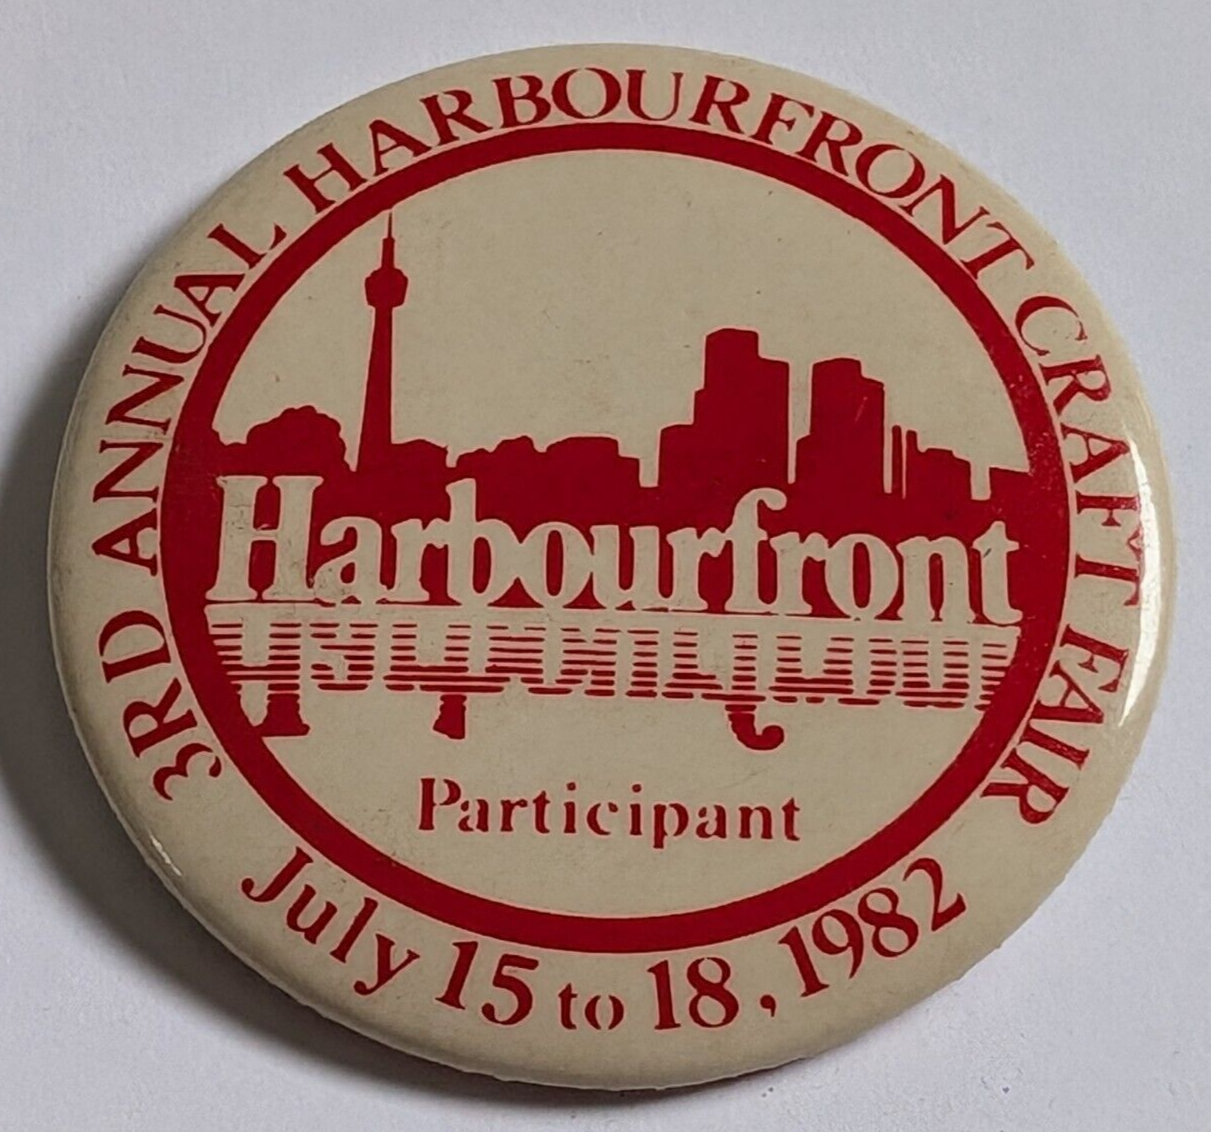 3RD ANNUAL HARBOURFRONT CRAFT FAIR
Harbourfront
Participant
July 15 to 18, 1982